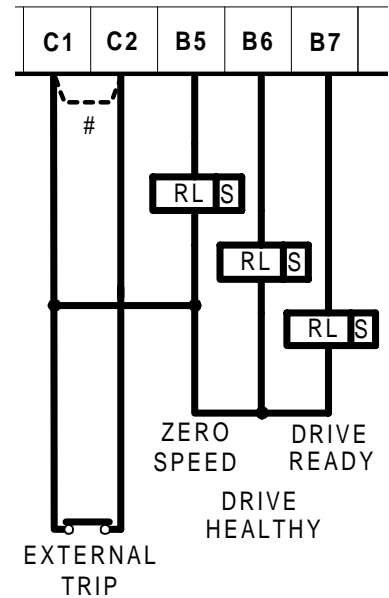 C1 C2 B5 B6 B7
#
RL S
RL S
RL S
ZERO
SPEED
DRIVE
READY
DRIVE
HEALTHY
EXTERNAL
TRIP